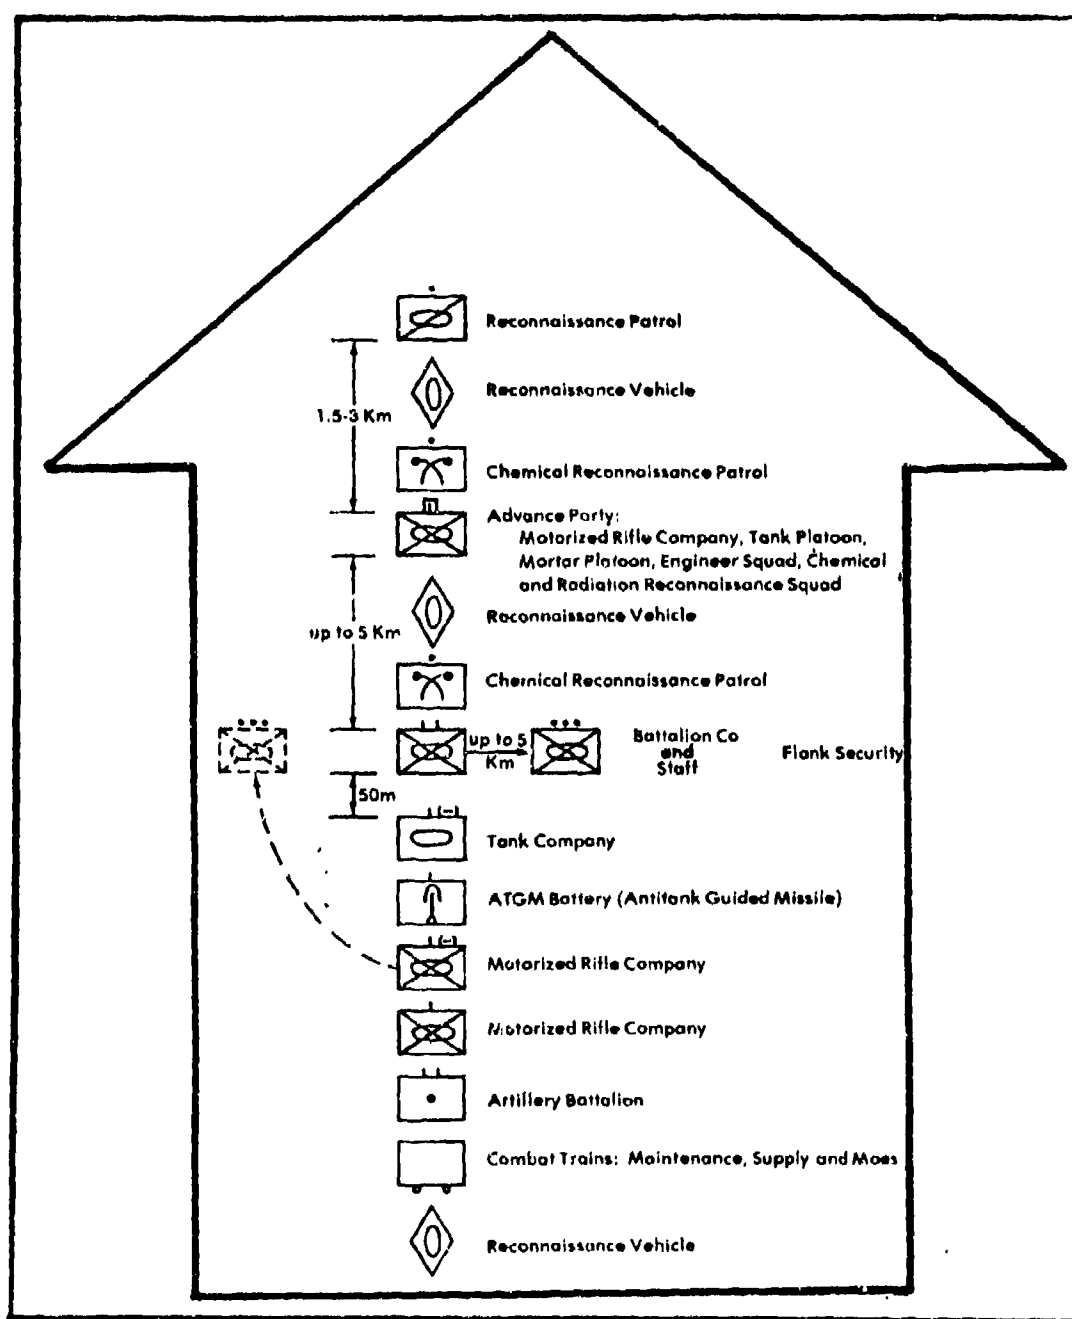 Reconnaissance Patrol
Reconnaissance Vehicle
1.5-3 Km
Chemical Reconnaissance Patrol
Advance Party:
Motorized Rifle Company, Tank Platoon,
Mortar Platoon, Engineer Squad, Chemical
and Radiation Reconnaissance Squad
Reconnaissance Vehicle
up to 5 Km
Chemical Reconnaissance Patrol
up to 5
Km
Battalion Co
and
Staff
Flank Security
50m
(-)
Tank Company
ATGM Battery (Antitank Guided Missile)
(-)
Motorized Rifle Company
Motorized Rifle Company
Artillery Battalion
Combat Trains: Maintenance, Supply and Mess
Reconnaissance Vehicle